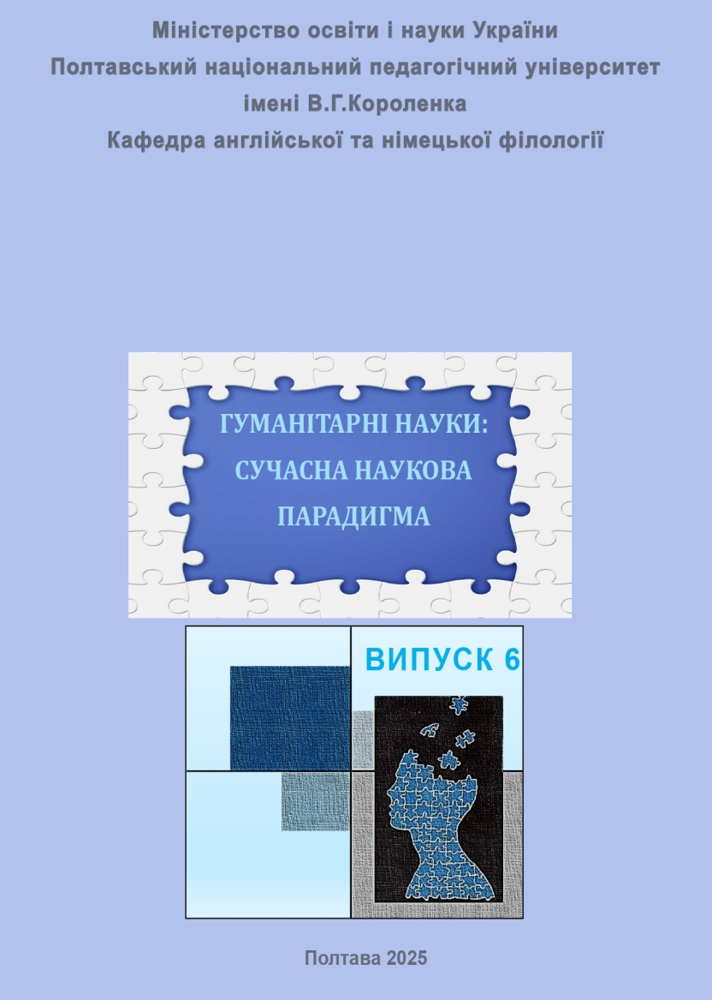 Міністерство освіти і науки України
Полтавський національний педагогічний університет
імені В.Г.Короленка
Кафедра англійської та німецької філології
ГУМАНІТАРНІ НАУКИ:
СУЧАСНА НАУКОВА
ПАРАДИГМА
ВИПУСК 6
Полтава 2025